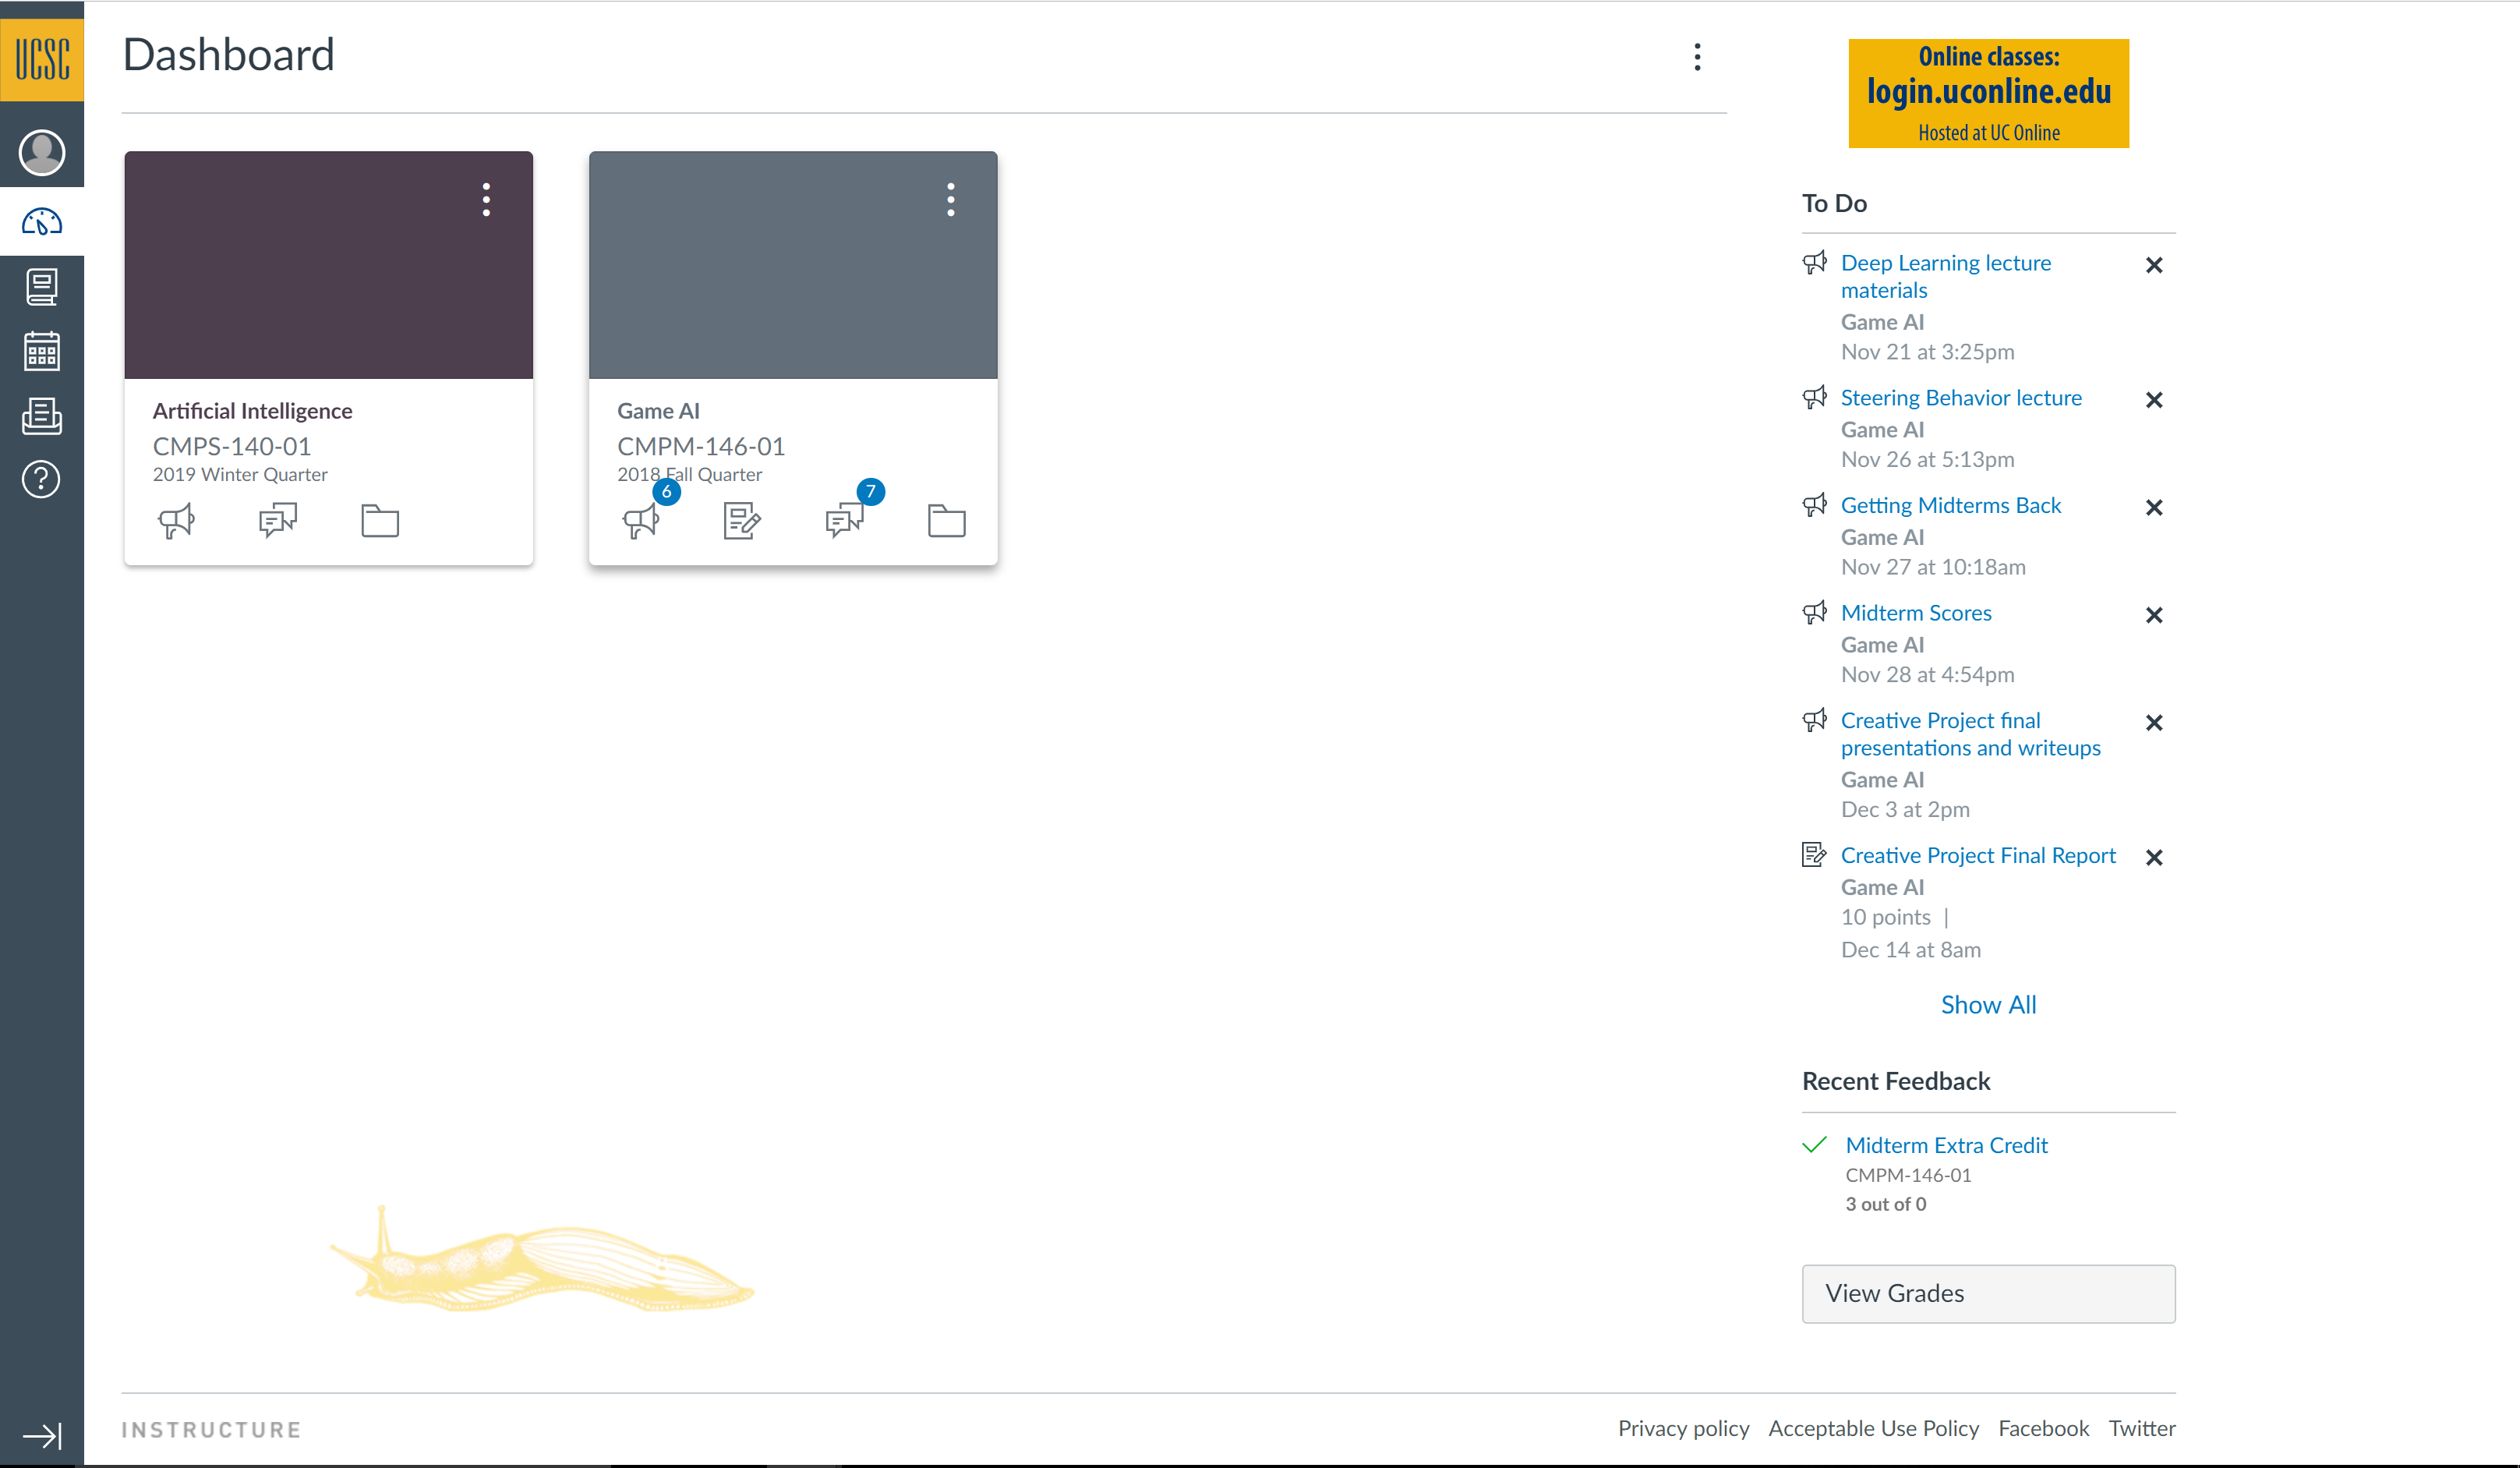 UCSC
Dashboard
Artificial Intelligence
CMPS-140-01
2019 Winter Quarter
Game AI
CMPM-146-01
2018 Fall Quarter
6
7
Online classes:
login.uconline.edu
Hosted at UC Online
To Do
Deep Learning lecture
materials
Game AI
Nov 21 at 3:25pm
Steering Behavior lecture
Game AI
Nov 26 at 5:13pm
Getting Midterms Back
Game AI
Nov 27 at 10:18am
Midterm Scores
Game AI
Nov 28 at 4:54pm
Creative Project final
presentations and writeups
Game AI
Dec 3 at 2pm
Creative Project Final Report
Game AI
10 points |
Dec 14 at 8am
Show All
Recent Feedback
Midterm Extra Credit
CMPM-146-01
3 out of 0
View Grades
INSTRUCTURE
Privacy policy Acceptable Use Policy Facebook Twitter